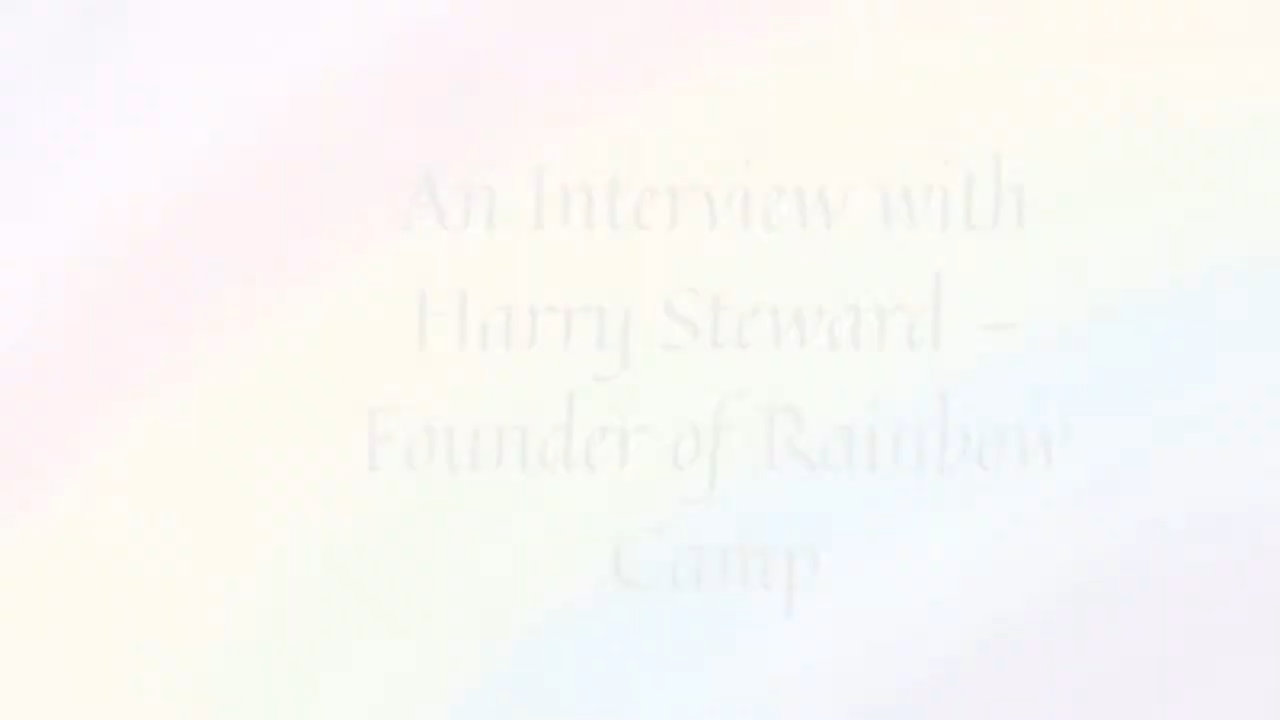 An Interview with
Harry Steward –
Founder of Rainbow
Camp